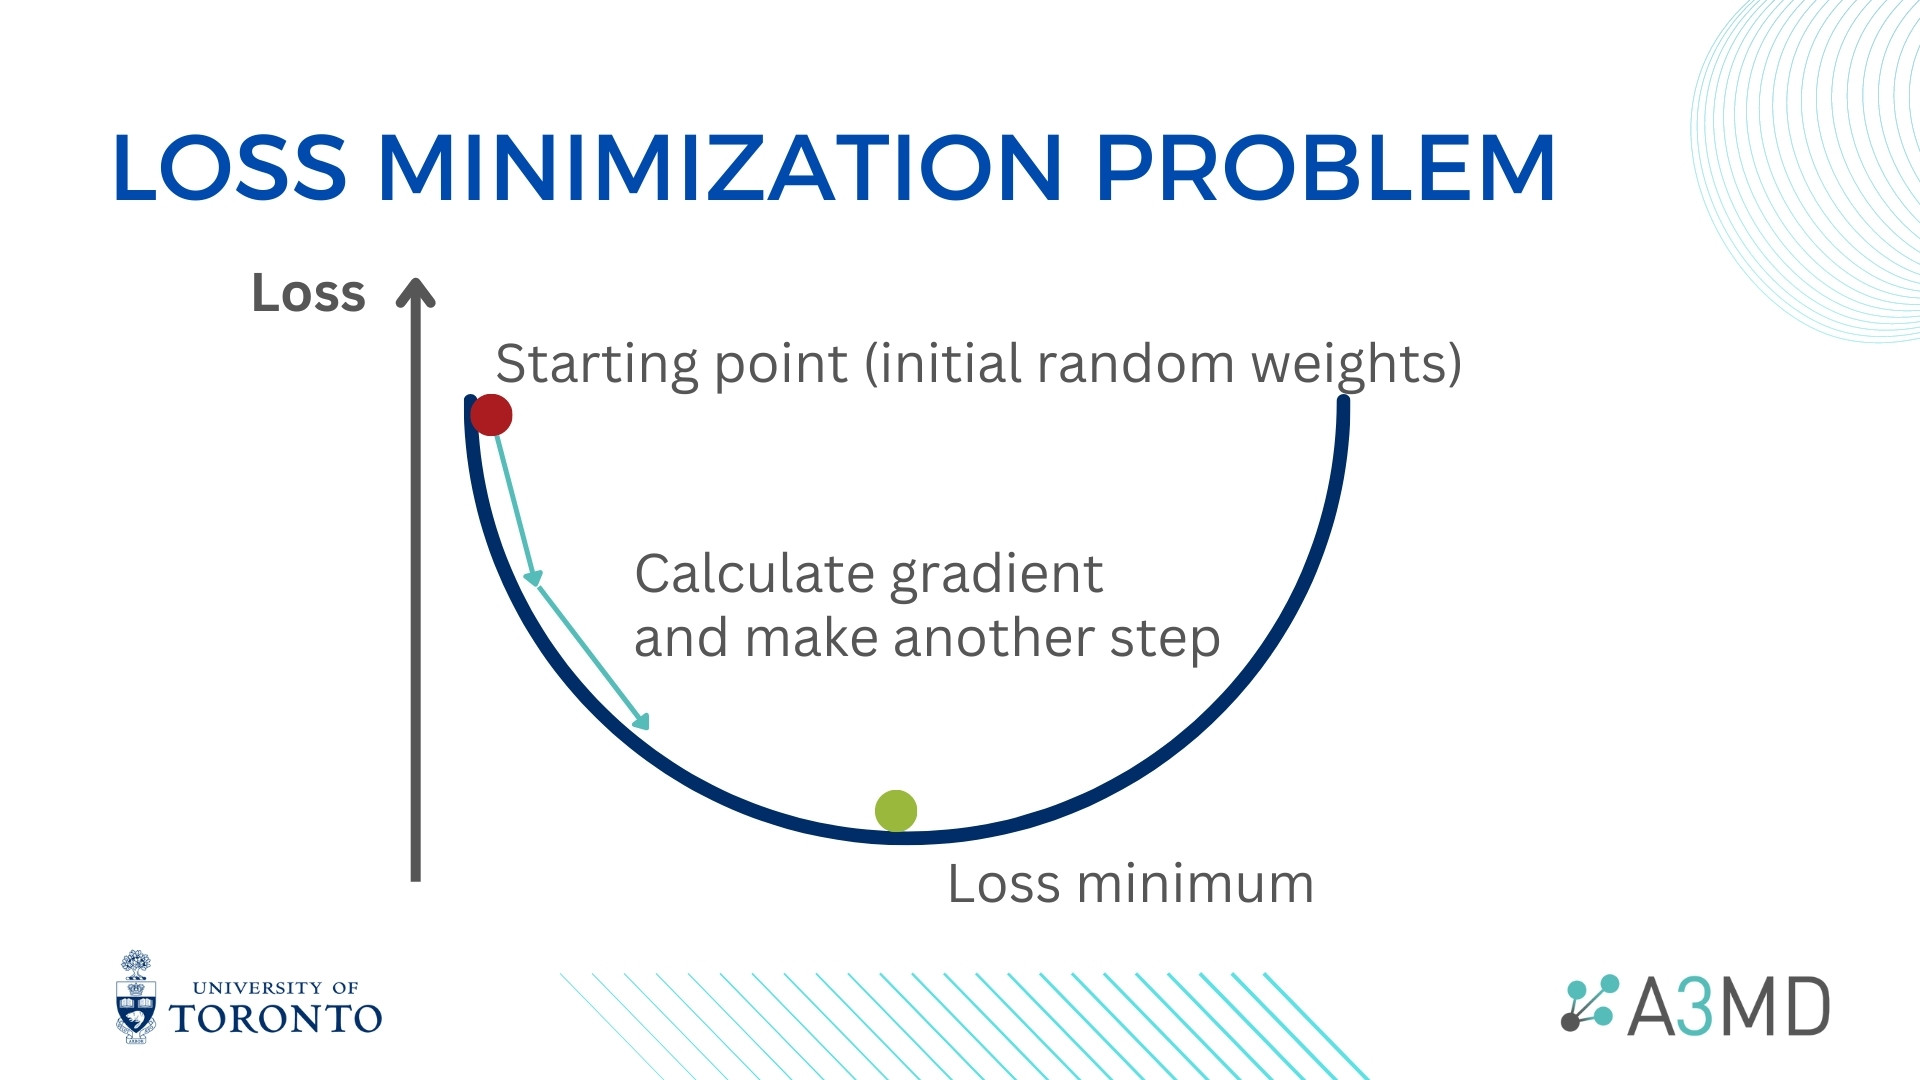 LOSS MINIMIZATION PROBLEM
Loss
Starting point (initial random weights)
Calculate gradient
and make another step
Loss minimum
UNIVERSITY OF
TORONTO
A3MD